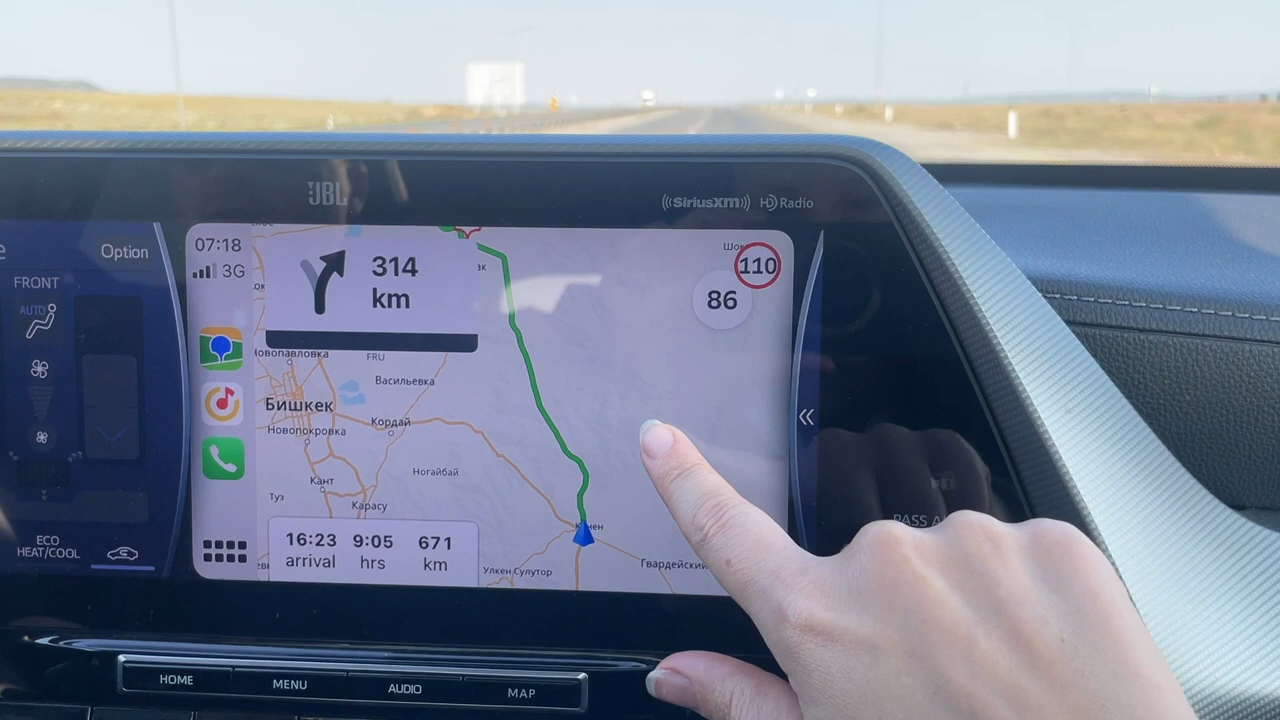 JBL
((SiriusXM)) HD Radio
Option
FRONT
AUTO
ECO
HEAT/COOL
07:18
3G
314
km
110
86
Новопавловка
FRU
Васильевка
Бишкек
Кордай
Новопокровка
Ногайбай
Кант
Туз
Карасу
16:23 9:05 671
arrival hrs km
Улкен Сулутор
Гвардейский
PASS
HOME MENU AUDIO MAP